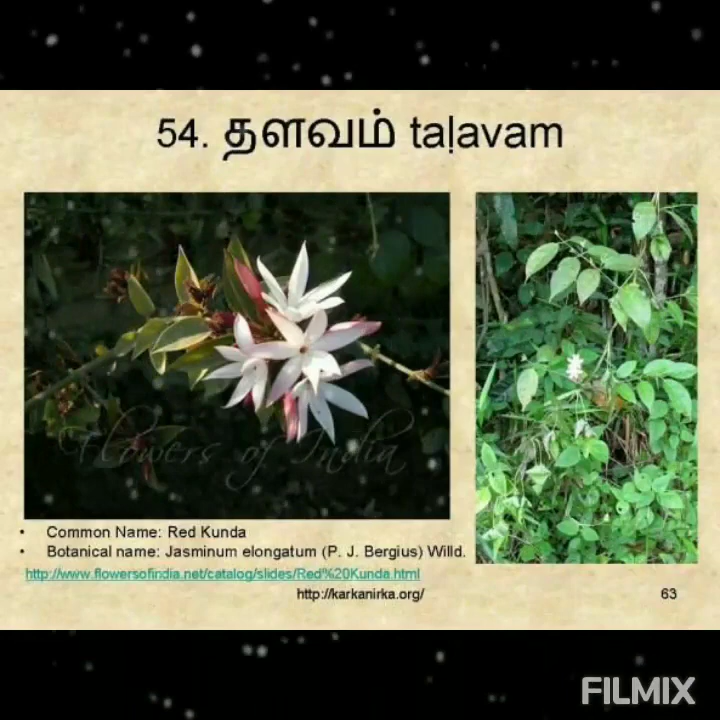 54. தளவம் taḷavam
Flowers of India
• Common Name: Red Kunda
• Botanical name: Jasminum elongatum (P. J. Bergius) Willd.
http://www.flowersofindia.net/catalog/slides/Red%20Kunda.html
http://karkanirka.org/
63
FILMIX